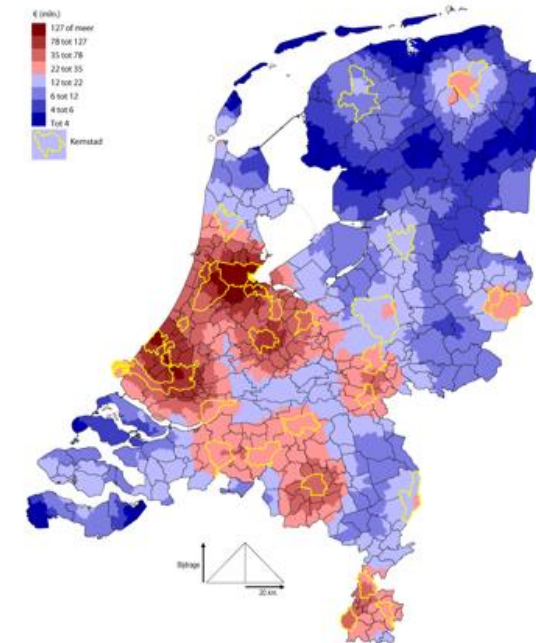 € (mln.)
127 of meer
78 tot 127
35 tot 78
22 tot 35
12 tot 22
6 tot 12
4 tot 6
Tot 4
Kernstad
Bijdrage
20 km.